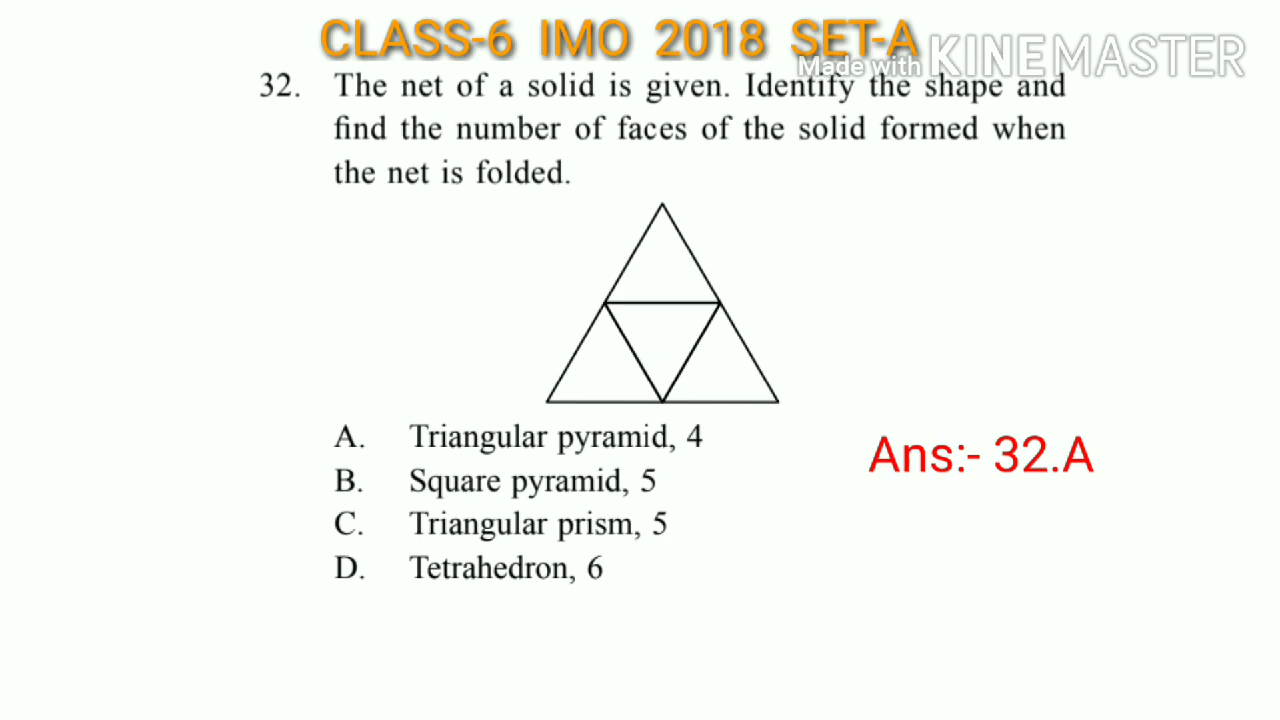 CLASS-6 IMO 2018 SET-A
Made with KINEMASTER
32. The net of a solid is given. Identify the shape and
find the number of faces of the solid formed when
the net is folded.
A. Triangular pyramid, 4
B. Square pyramid, 5
C. Triangular prism, 5
D. Tetrahedron, 6
Ans:- 32.A